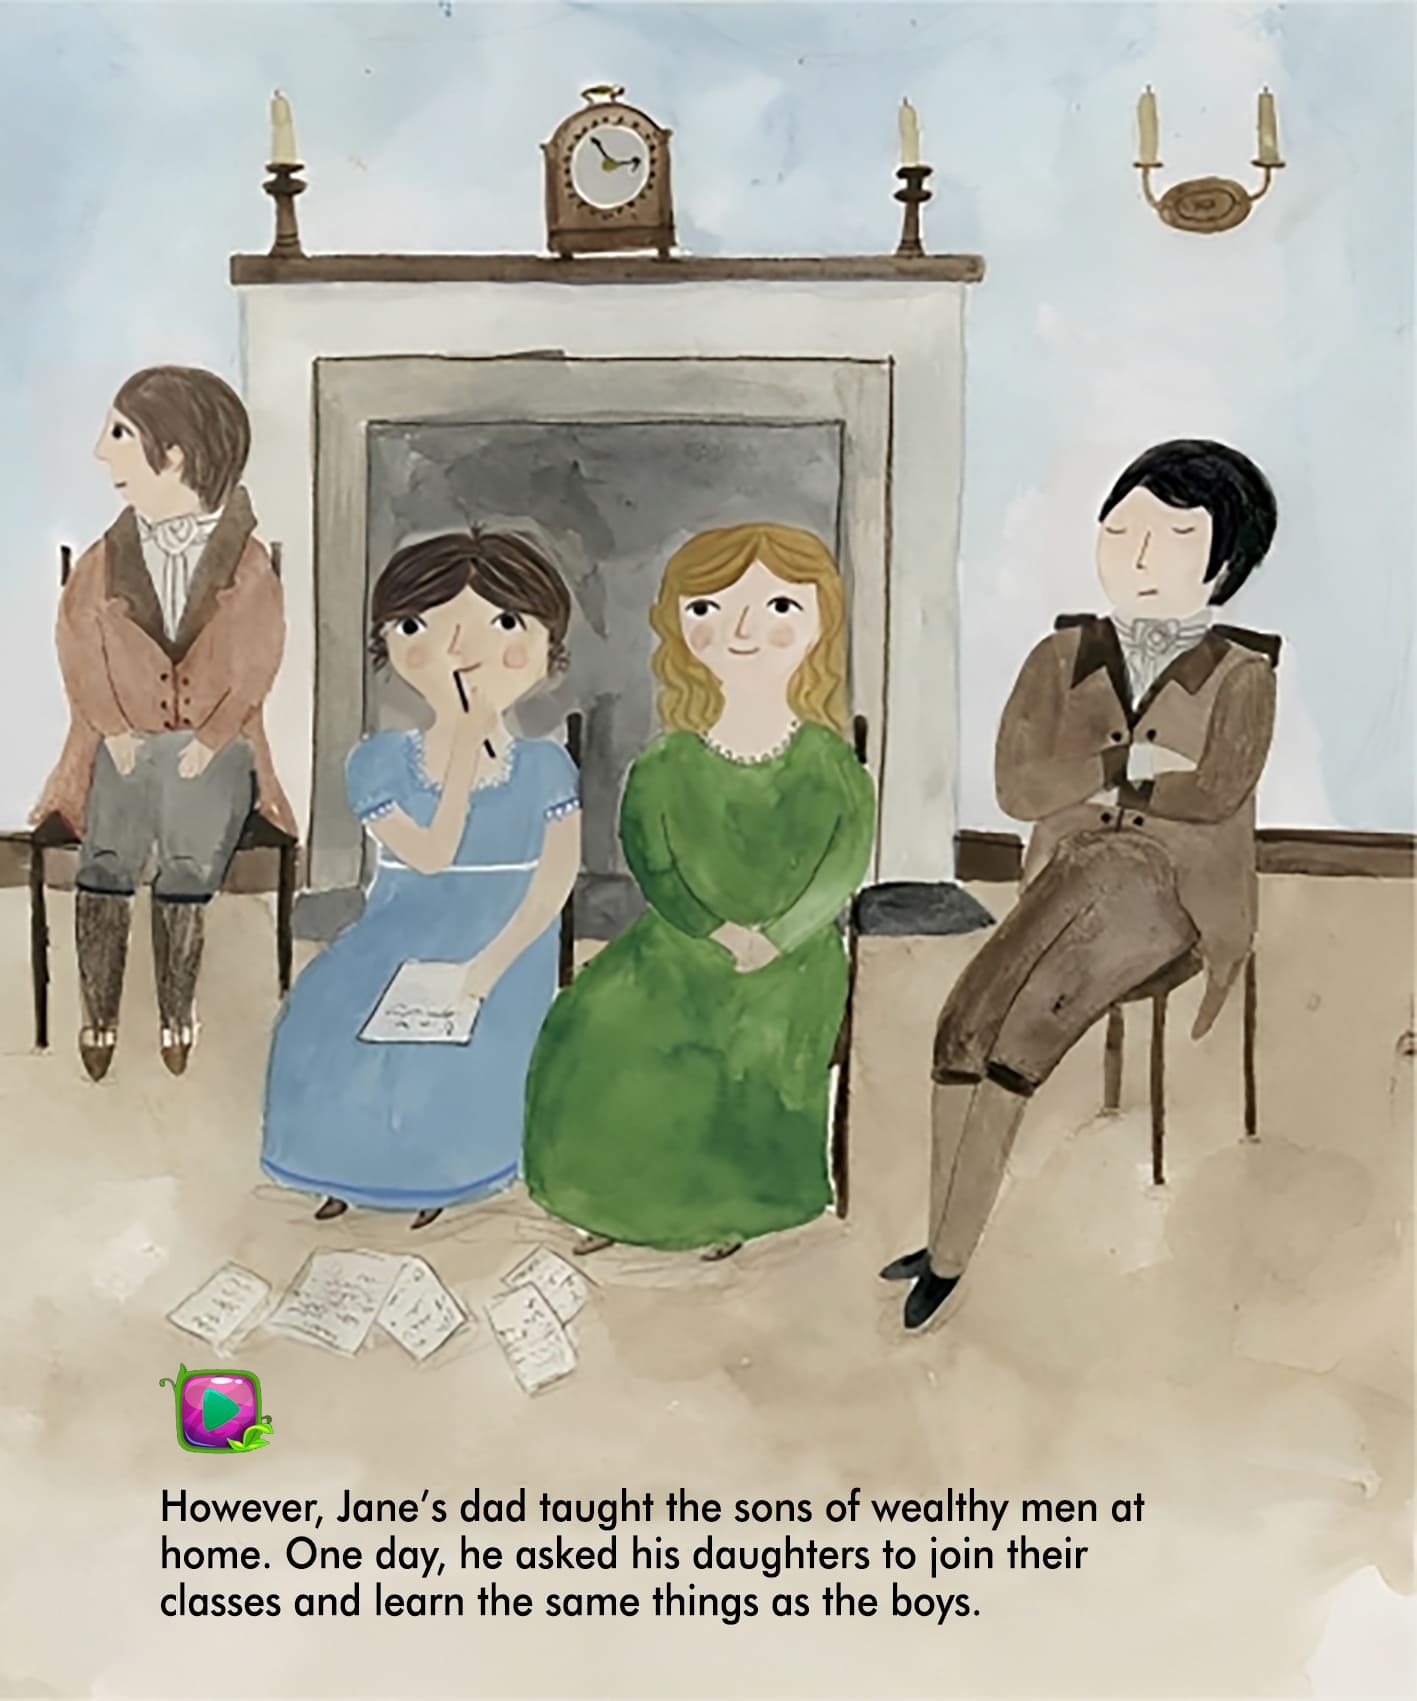 However, Jane’s dad taught the sons of wealthy men at
home. One day, he asked his daughters to join their
classes and learn the same things as the boys.